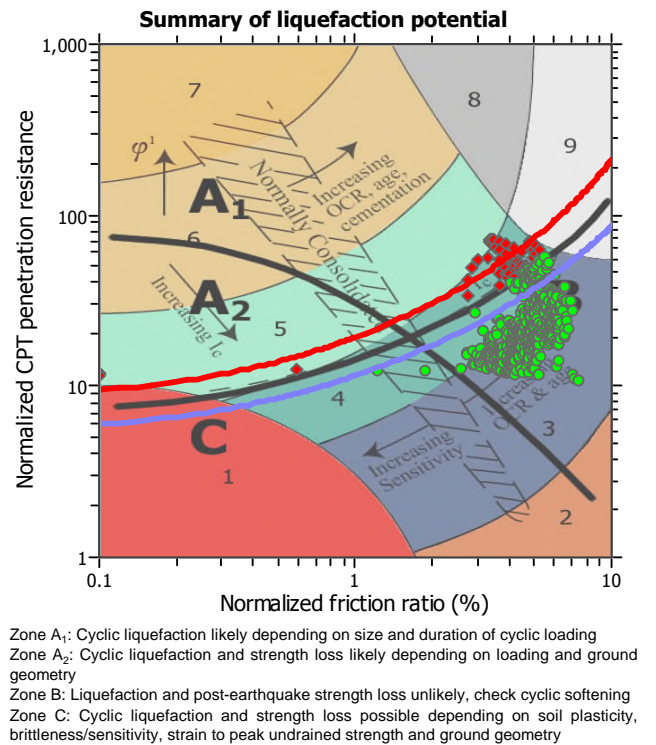 Summary of liquefaction potential
Normalized CPT penetration resistance
1,000
100
10
1
7
8
9
φ¹
Increasing
OCR, age,
cementation
Normally Consolidated
A₁
6
A₂
Increasing Ic
5
Ic
B
4
Increasing
OCR & age
3
C
Increasing
Sensitivity
1
2
0.1
1
10
Normalized friction ratio (%)
Zone A₁: Cyclic liquefaction likely depending on size and duration of cyclic loading
Zone A₂: Cyclic liquefaction and strength loss likely depending on loading and ground
geometry
Zone B: Liquefaction and post-earthquake strength loss unlikely, check cyclic softening
Zone C: Cyclic liquefaction and strength loss possible depending on soil plasticity,
brittleness/sensitivity, strain to peak undrained strength and ground geometry